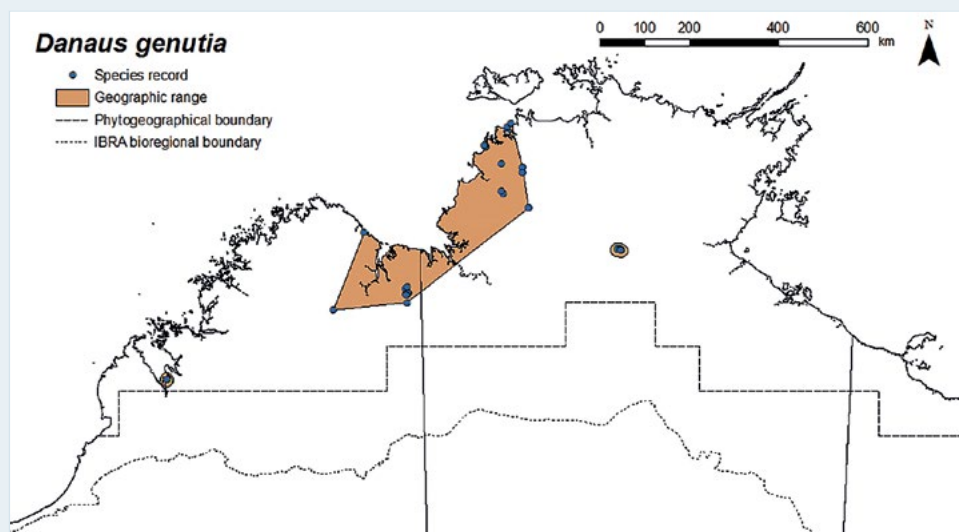 Danaus genutia
Species record
Geographic range
Phytogeographical boundary
IBRA bioregional boundary
0 100 200 400 600
km
N